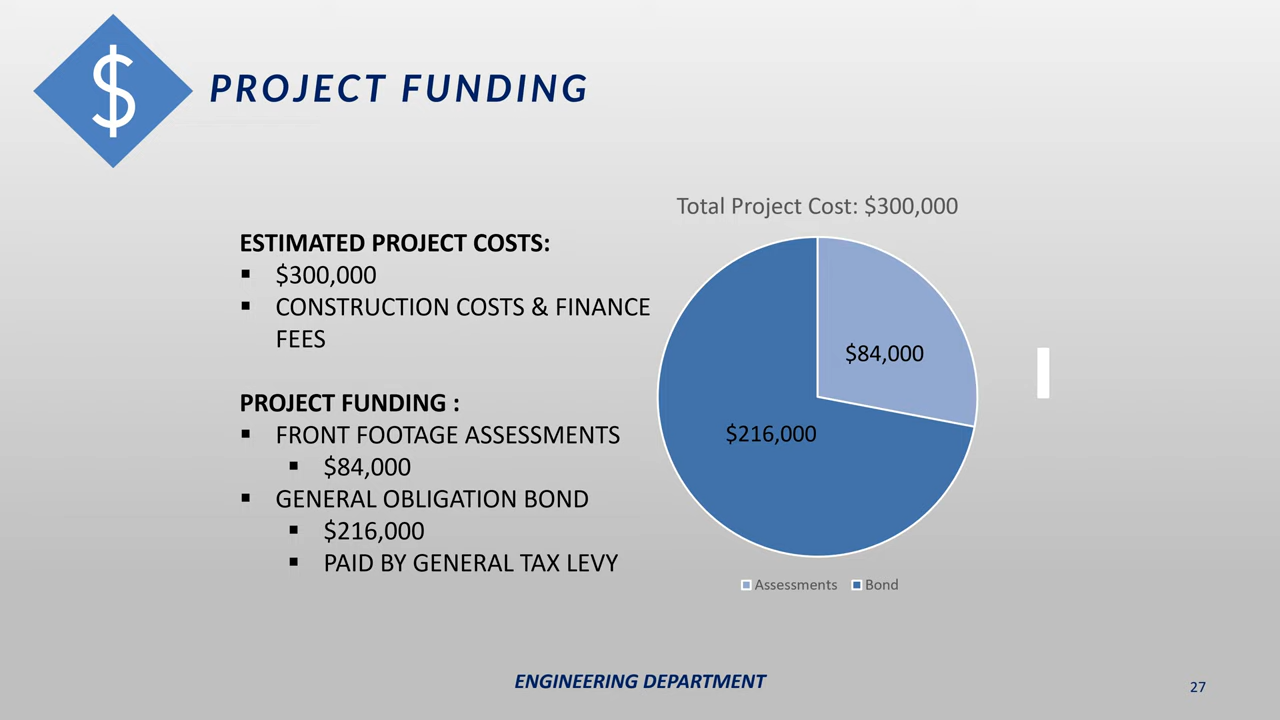 $
PROJECT FUNDING
ESTIMATED PROJECT COSTS:
▪ $300,000
▪ CONSTRUCTION COSTS & FINANCE
FEES
PROJECT FUNDING :
▪ FRONT FOOTAGE ASSESSMENTS
▪ $84,000
▪ GENERAL OBLIGATION BOND
▪ $216,000
▪ PAID BY GENERAL TAX LEVY
Total Project Cost: $300,000
$84,000
$216,000
Assessments Bond
ENGINEERING DEPARTMENT
27